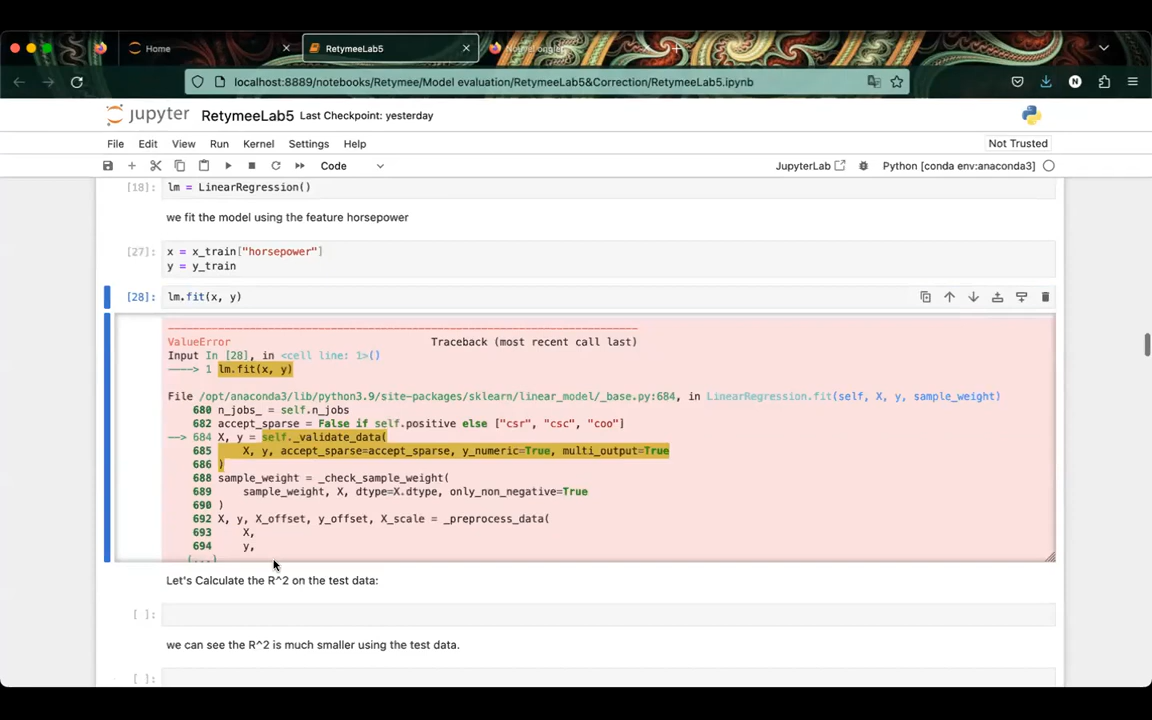 Home
RetymeeLab5
localhost:8889/notebooks/Retymee/Model evaluation/RetymeeLab5&Correction/RetymeeLab5.ipynb
jupyter RetymeeLab5 Last Checkpoint: yesterday
File Edit View Run Kernel Settings Help
Not Trusted
Code
JupyterLab
Python [conda env:anaconda3]
[18]: lm = LinearRegression()
we fit the model using the feature horsepower
[27]: x = x_train["horsepower"]
y = y_train
[28]: lm.fit(x, y)
ValueError Traceback (most recent call last)
Input In [28], in <cell line: 1>()
----> 1 lm.fit(x, y)
File /opt/anaconda3/lib/python3.9/site-packages/sklearn/linear_model/_base.py:684, in LinearRegression.fit(self, X, y, sample_weight)
680 n_jobs_ = self.n_jobs
682 accept_sparse = False if self.positive else ["csr", "csc", "coo"]
--> 684 X, y = self._validate_data(
685 X, y, accept_sparse=accept_sparse, y_numeric=True, multi_output=True
686 )
688 sample_weight = _check_sample_weight(
689 sample_weight, X, dtype=X.dtype, only_non_negative=True
690 )
692 X, y, X_offset, y_offset, X_scale = _preprocess_data(
693 X,
694 y,
(...)
Let's Calculate the R^2 on the test data:
[ ]:
we can see the R^2 is much smaller using the test data.
[ ]: